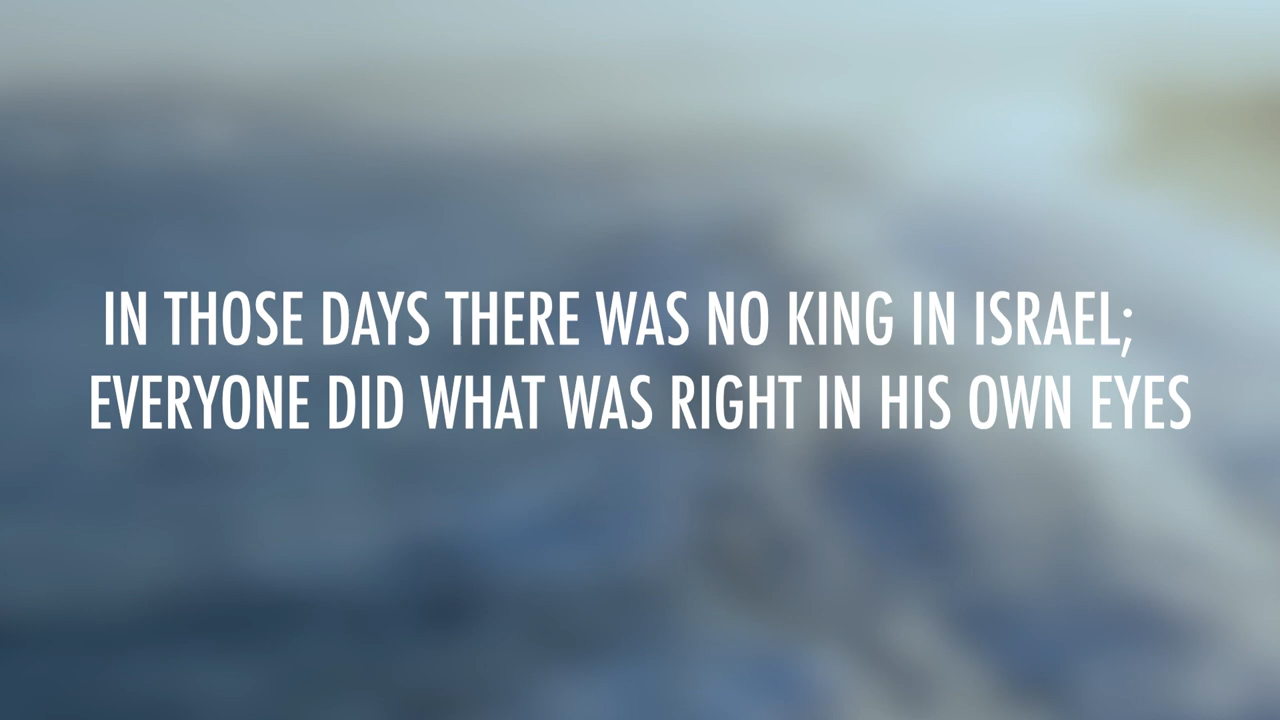 IN THOSE DAYS THERE WAS NO KING IN ISRAEL;
EVERYONE DID WHAT WAS RIGHT IN HIS OWN EYES